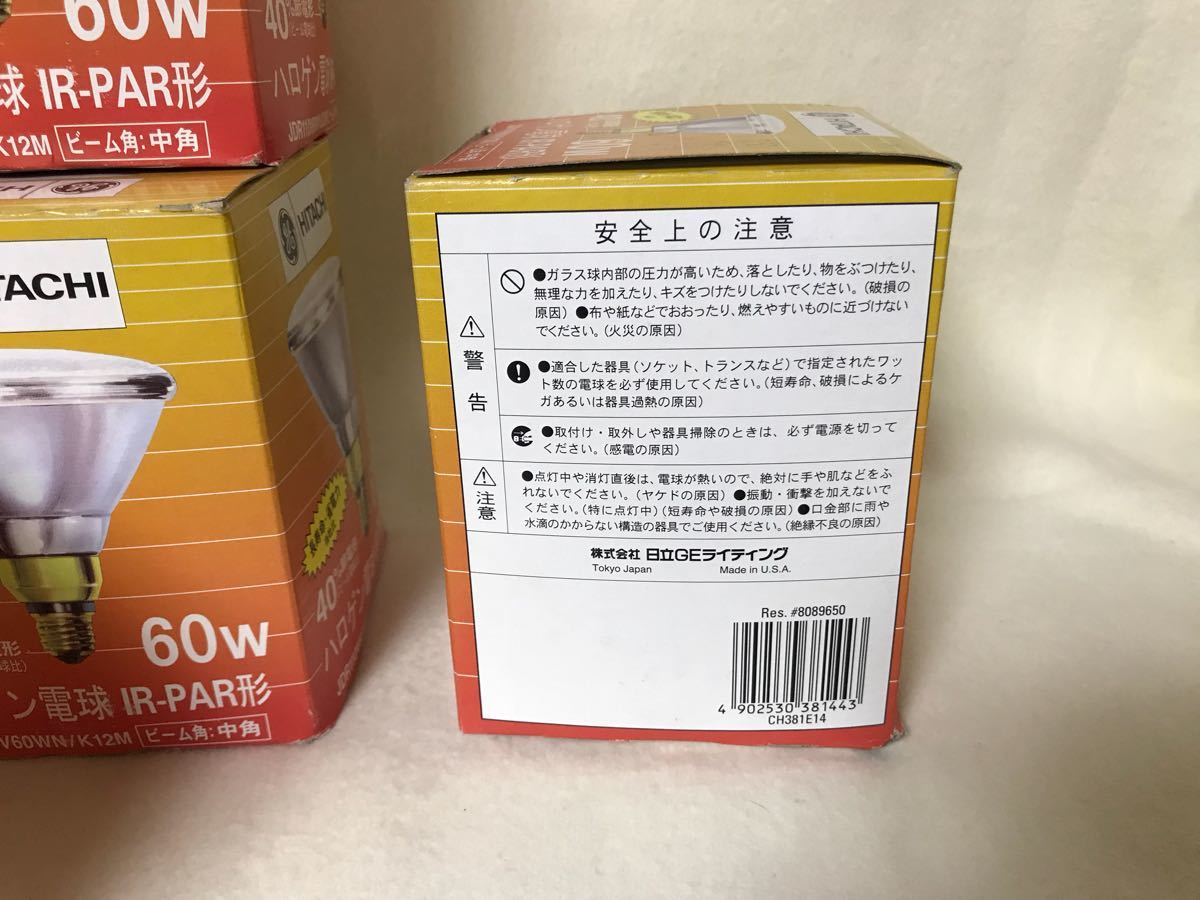 60W
球 IR-PAR形
K12M ビーム角:中角
ハロゲン電
HITACHI
TACHI
HITACHI
60W
ン電球 IR-PAR形
V60WN/K12M ビーム角:中角
ハロゲン
HITACHI
安全上の注意
警告
●ガラス球内部の圧力が高いため、落としたり、物をぶつけたり、
無理な力を加えたり、キズをつけたりしないでください。(破損の
原因) ●布や紙などでおおったり、燃えやすいものに近づけない
でください。(火災の原因)
●適合した器具(ソケット、トランスなど)で指定されたワッ
ト数の電球を必ず使用してください。(短寿命、破損によるケ
ガあるいは器具過熱の原因)
●取付け・取外しや器具掃除のときは、必ず電源を切って
ください。(感電の原因)
注意
●点灯中や消灯直後は、電球が熱いので、絶対に手や肌などをふ
れないでください。(ヤケドの原因) ●振動・衝撃を加えないで
ください。(特に点灯中)(短寿命や破損の原因) ●口金部に雨や
水滴のかからない構造の器具でご使用ください。(絶縁不良の原因)
株式会社 日立GEライティング
Tokyo Japan Made in U.S.A.
Res. #8089650
4 902530 381443
CH381E14